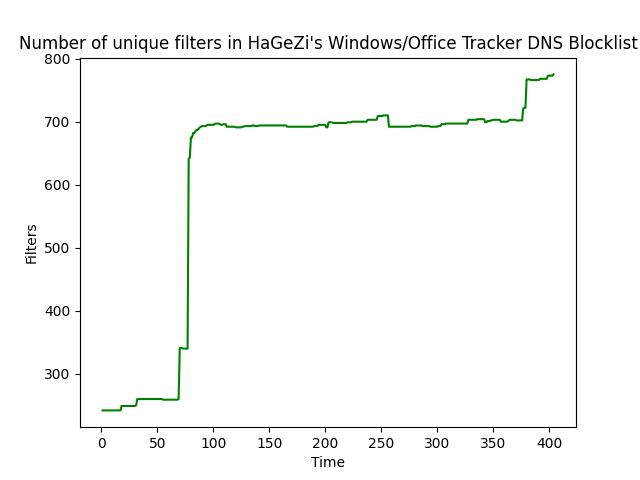 Number of unique filters in HaGeZi's Windows/Office Tracker DNS Blocklist
800
700
600
500
400
300
Filters
0 50 100 150 200 250 300 350 400
Time